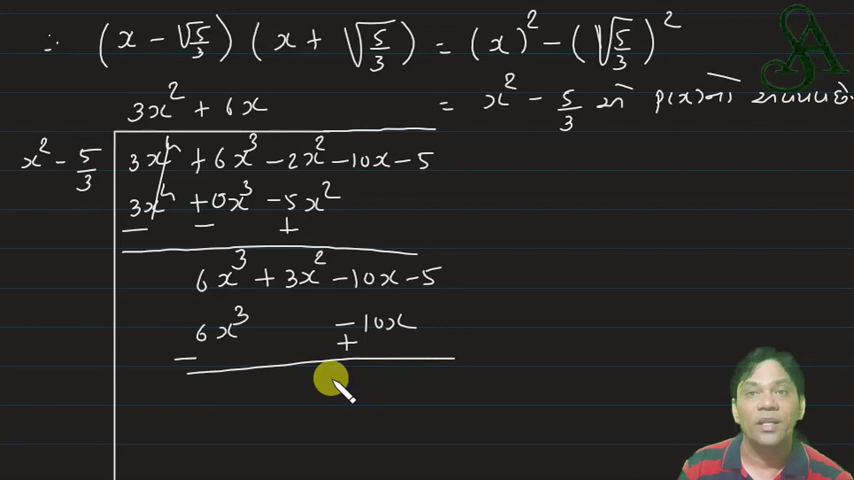 ∴ (x - √5/3) (x + √5/3) = (x)² - (√5/3)²
= x² - 5/3 એ p(x)ના અવયવ છે
3x² + 6x
x² - 5/3 | 3x⁴ + 6x³ - 2x² - 10x - 5
3x⁴ + 0x³ - 5x²
- - +
6x³ + 3x² - 10x - 5
6x³ - 10x
- +